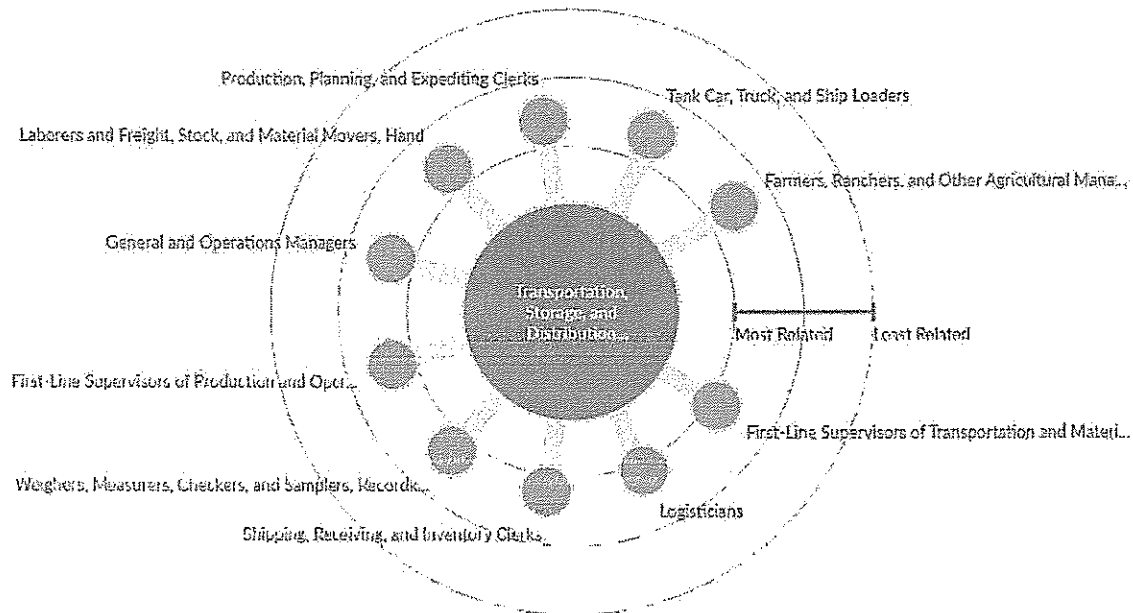 Production, Planning, and Expediting Clerks
Tank Car, Truck, and Ship Loaders
Laborers and Freight, Stock, and Material Movers, Hand
Farmers, Ranchers, and Other Agricultural Mana...
General and Operations Managers
Transportation,
Storage, and
Distribution...
Most Related
Least Related
First-Line Supervisors of Production and Oper...
First-Line Supervisors of Transportation and Materi...
Weighers, Measurers, Checkers, and Samplers, Recordk...
Logisticians
Shipping, Receiving, and Inventory Clerks